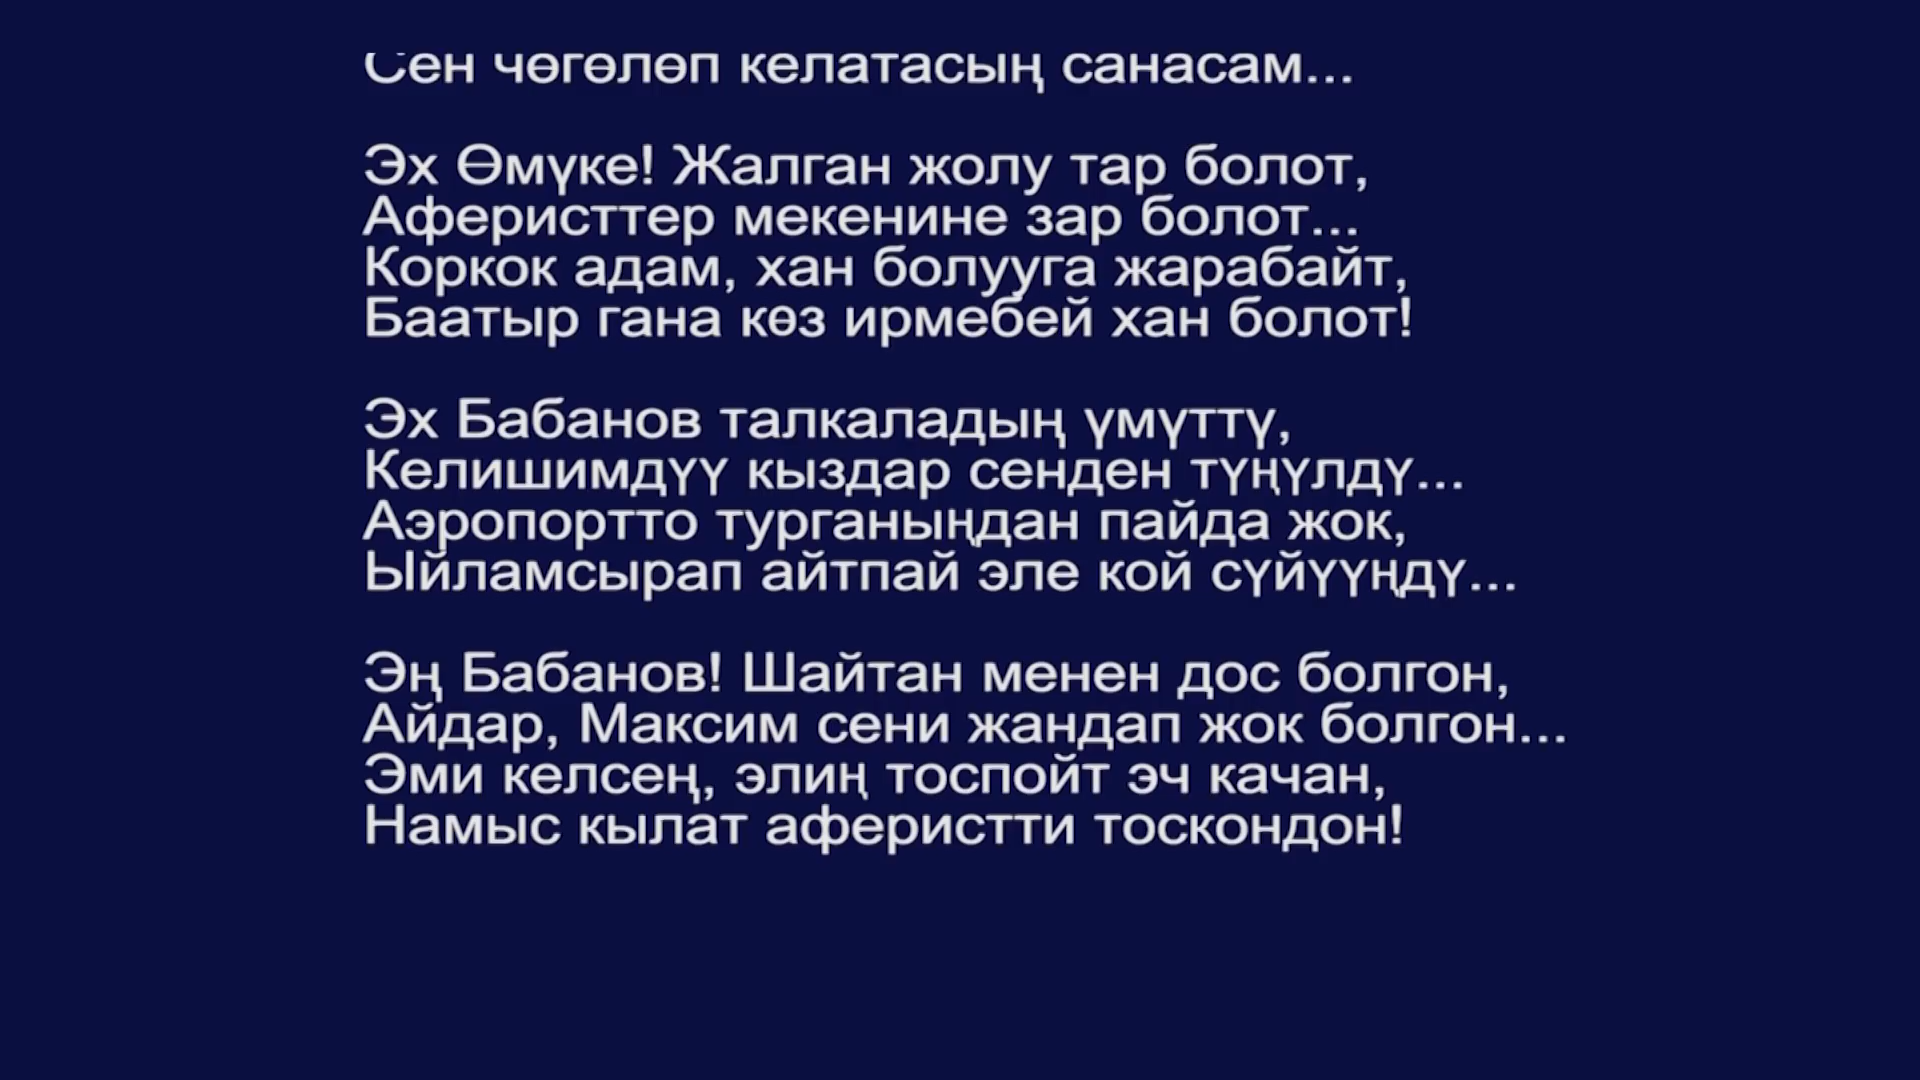 Сен чөгөлөп келатасың санасам...
Эх Өмүке! Жалган жолу тар болот,
Аферисттер мекенине зар болот...
Коркок адам, хан болууга жарабайт,
Баатыр гана көз ирмебей хан болот!
Эх Бабанов талкаладың үмүттү,
Келишимдүү кыздар сенден түңүлдү...
Аэропортто турганыңдан пайда жок,
Ыйламсырап айтпай эле кой сүйүүңдү...
Эң Бабанов! Шайтан менен дос болгон,
Айдар, Максим сени жандап жок болгон...
Эми келсең, элиң тоспойт эч качан,
Намыс кылат аферистти тоскондон!